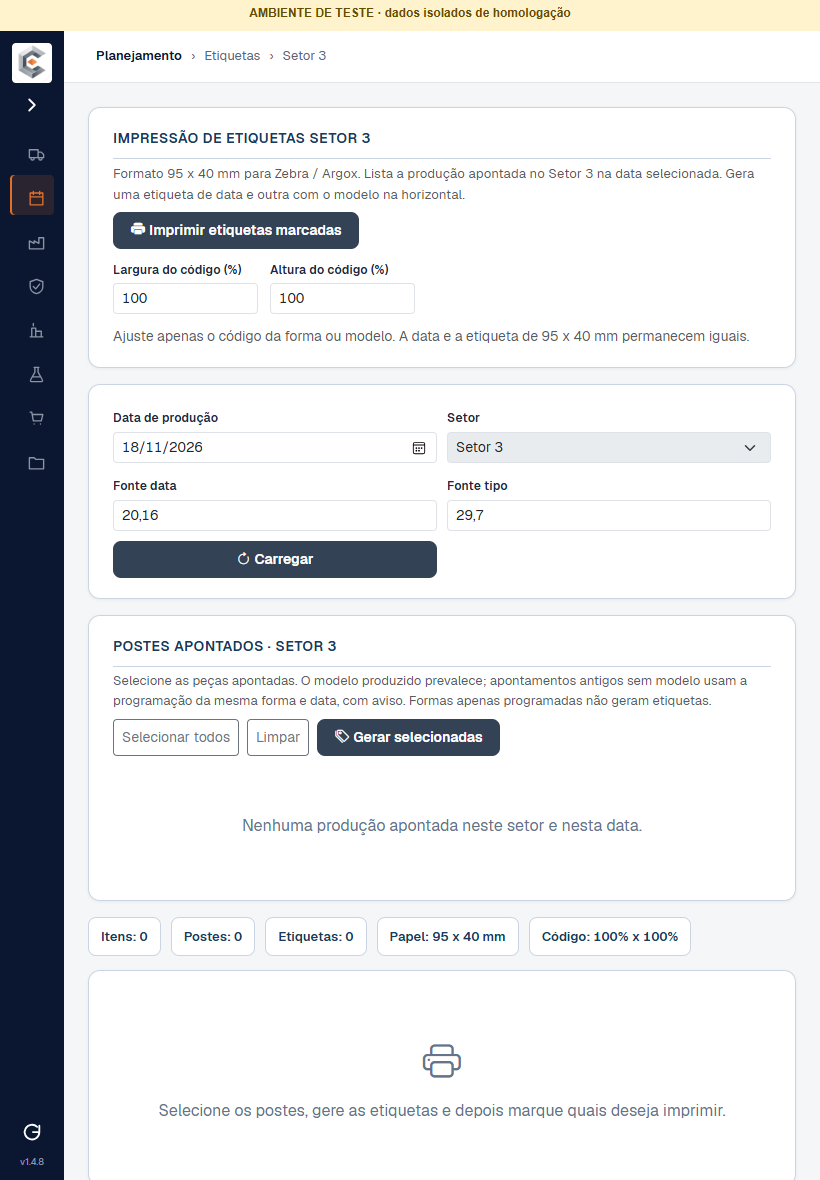 AMBIENTE DE TESTE · dados isolados de homologação
Planejamento › Etiquetas › Setor 3
IMPRESSÃO DE ETIQUETAS SETOR 3
Formato 95 x 40 mm para Zebra / Argox. Lista a produção apontada no Setor 3 na data selecionada. Gera
uma etiqueta de data e outra com o modelo na horizontal.
Imprimir etiquetas marcadas
Largura do código (%) Altura do código (%)
100 100
Ajuste apenas o código da forma ou modelo. A data e a etiqueta de 95 x 40 mm permanecem iguais.
Data de produção Setor
18/11/2026 Setor 3
Fonte data Fonte tipo
20,16 29,7
Carregar
POSTES APONTADOS · SETOR 3
Selecione as peças apontadas. O modelo produzido prevalece; apontamentos antigos sem modelo usam a
programação da mesma forma e data, com aviso. Formas apenas programadas não geram etiquetas.
Selecionar todos Limpar Gerar selecionadas
Nenhuma produção apontada neste setor e nesta data.
Itens: 0 Postes: 0 Etiquetas: 0 Papel: 95 x 40 mm Código: 100% x 100%
Selecione os postes, gere as etiquetas e depois marque quais deseja imprimir.
v1.4.8